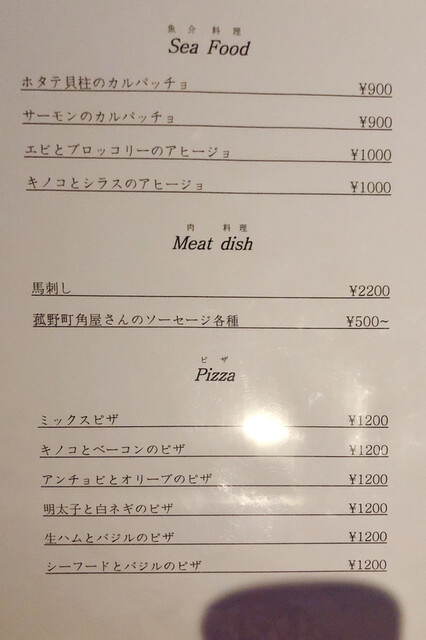 魚介料理
Sea Food
ホタテ貝柱のカルパッチョ ¥900
サーモンのカルパッチョ ¥900
エビとブロッコリーのアヒージョ ¥1000
キノコとシラスのアヒージョ ¥1000
肉料理
Meat dish
馬刺し ¥2200
菰野町角屋さんのソーセージ各種 ¥500~
ピザ
Pizza
ミックスピザ ¥1200
キノコとベーコンのピザ ¥1200
アンチョビとオリーブのピザ ¥1200
明太子と白ネギのピザ ¥1200
生ハムとバジルのピザ ¥1200
シーフードとバジルのピザ ¥1200